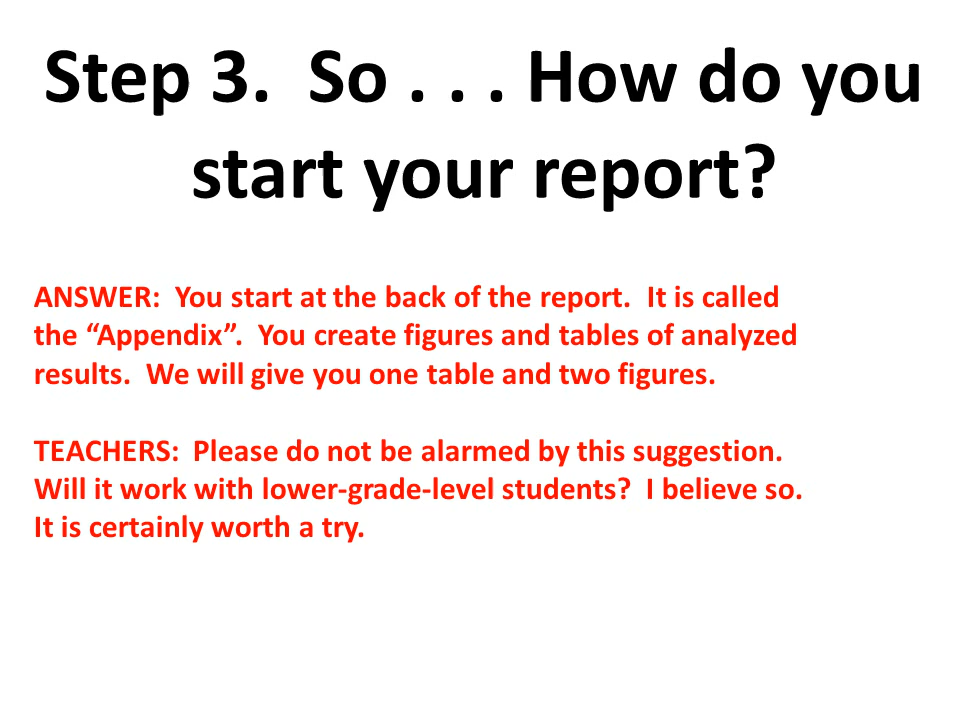 Step 3.  So . . . How do you
start your report?
ANSWER:  You start at the back of the report.  It is called
the “Appendix”.  You create figures and tables of analyzed
results.  We will give you one table and two figures.
TEACHERS:  Please do not be alarmed by this suggestion.
Will it work with lower-grade-level students?  I believe so.
It is certainly worth a try.